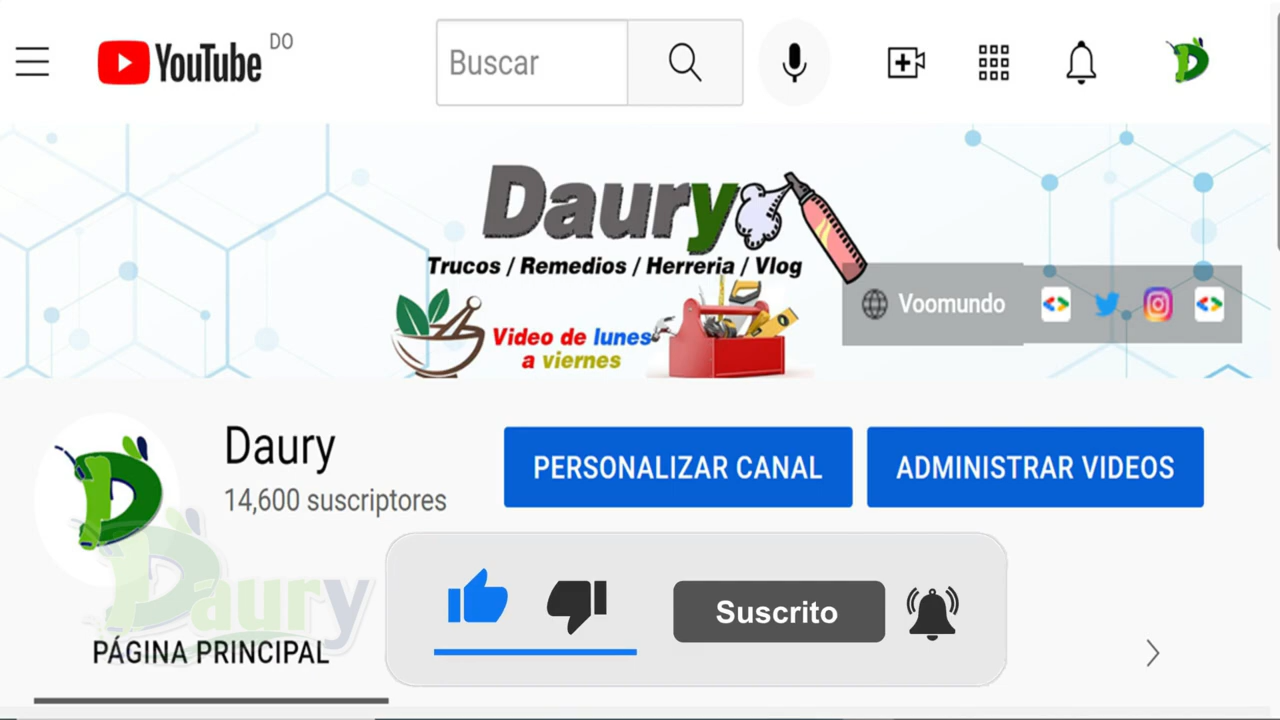 YouTube DO
Buscar
Daury
Trucos / Remedios / Herreria / Vlog
Voomundo
Video de lunes
a viernes
Daury
14,600 suscriptores
PERSONALIZAR CANAL
ADMINISTRAR VIDEOS
Daury
Suscrito
PÁGINA PRINCIPAL